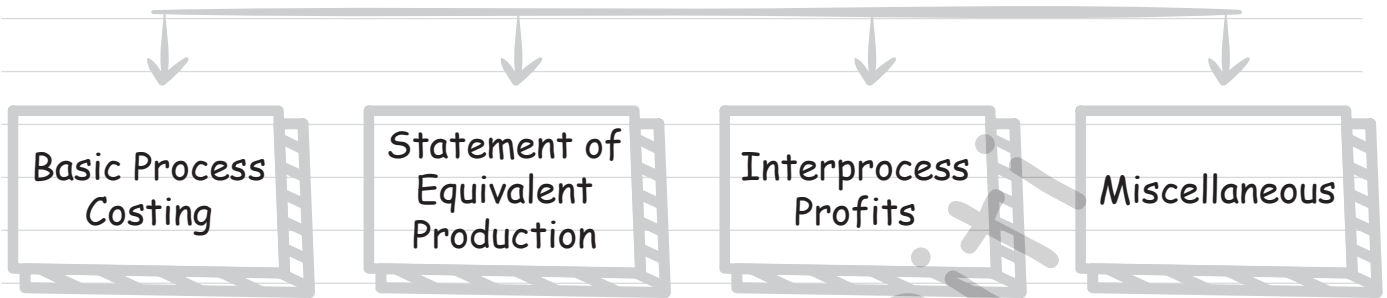 Basic Process
Costing
Statement of
Equivalent
Production
Interprocess
Profits
Miscellaneous